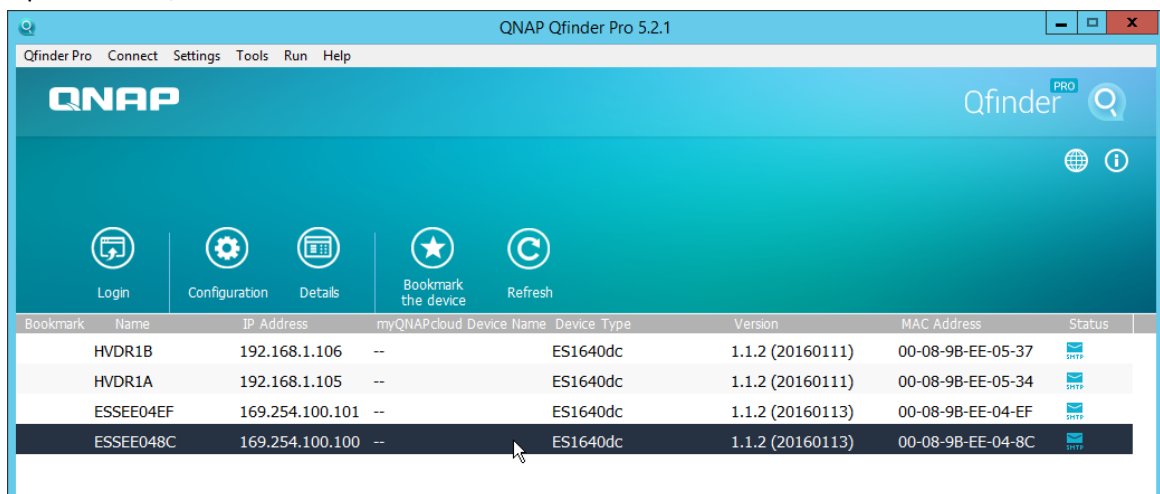 QNAP Qfinder Pro 5.2.1
Qfinder Pro Connect Settings Tools Run Help
QNAP
Qfinder PRO
Login
Configuration
Details
Bookmark
the device
Refresh
Bookmark Name IP Address myQNAPcloud Device Name Device Type Version MAC Address Status
HVDR1B 192.168.1.106 -- ES1640dc 1.1.2 (20160111) 00-08-9B-EE-05-37 SMTP
HVDR1A 192.168.1.105 -- ES1640dc 1.1.2 (20160111) 00-08-9B-EE-05-34 SMTP
ESSEE04EF 169.254.100.101 -- ES1640dc 1.1.2 (20160113) 00-08-9B-EE-04-EF SMTP
ESSEE048C 169.254.100.100 -- ES1640dc 1.1.2 (20160113) 00-08-9B-EE-04-8C SMTP